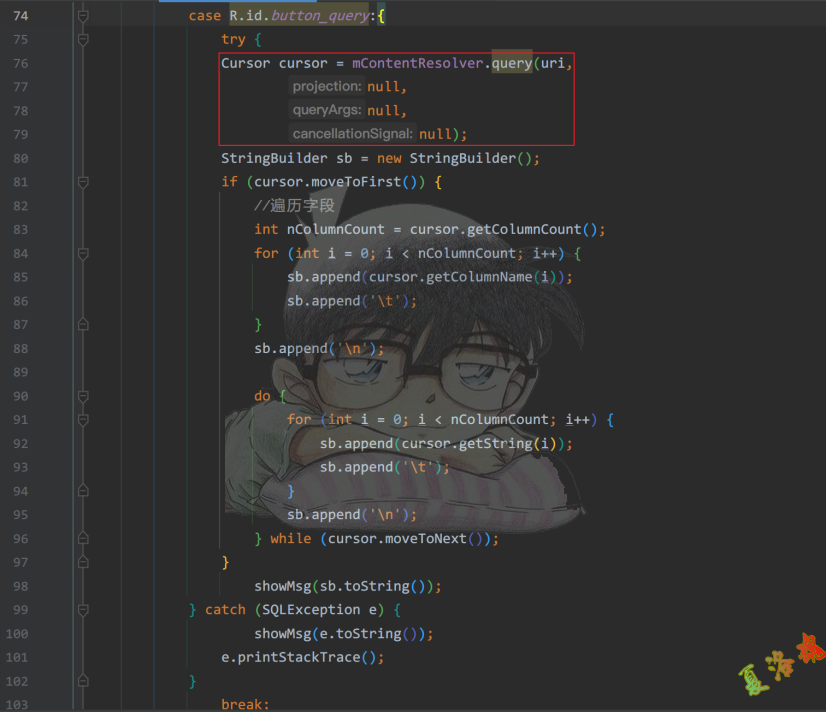 74 case R.id.button_query:{
75 try {
76 Cursor cursor = mContentResolver.query(uri,
77 projection: null,
78 queryArgs: null,
79 cancellationSignal: null);
80 StringBuilder sb = new StringBuilder();
81 if (cursor.moveToFirst()) {
82 //遍历字段
83 int nColumnCount = cursor.getColumnCount();
84 for (int i = 0; i < nColumnCount; i++) {
85 sb.append(cursor.getColumnName(i));
86 sb.append('\t');
87 }
88 sb.append('\n');
89
90 do {
91 for (int i = 0; i < nColumnCount; i++) {
92 sb.append(cursor.getString(i));
93 sb.append('\t');
94 }
95 sb.append('\n');
96 } while (cursor.moveToNext());
97 }
98 showMsg(sb.toString());
99 } catch (SQLException e) {
100 showMsg(e.toString());
101 e.printStackTrace();
102 }
103 break;
夏洛